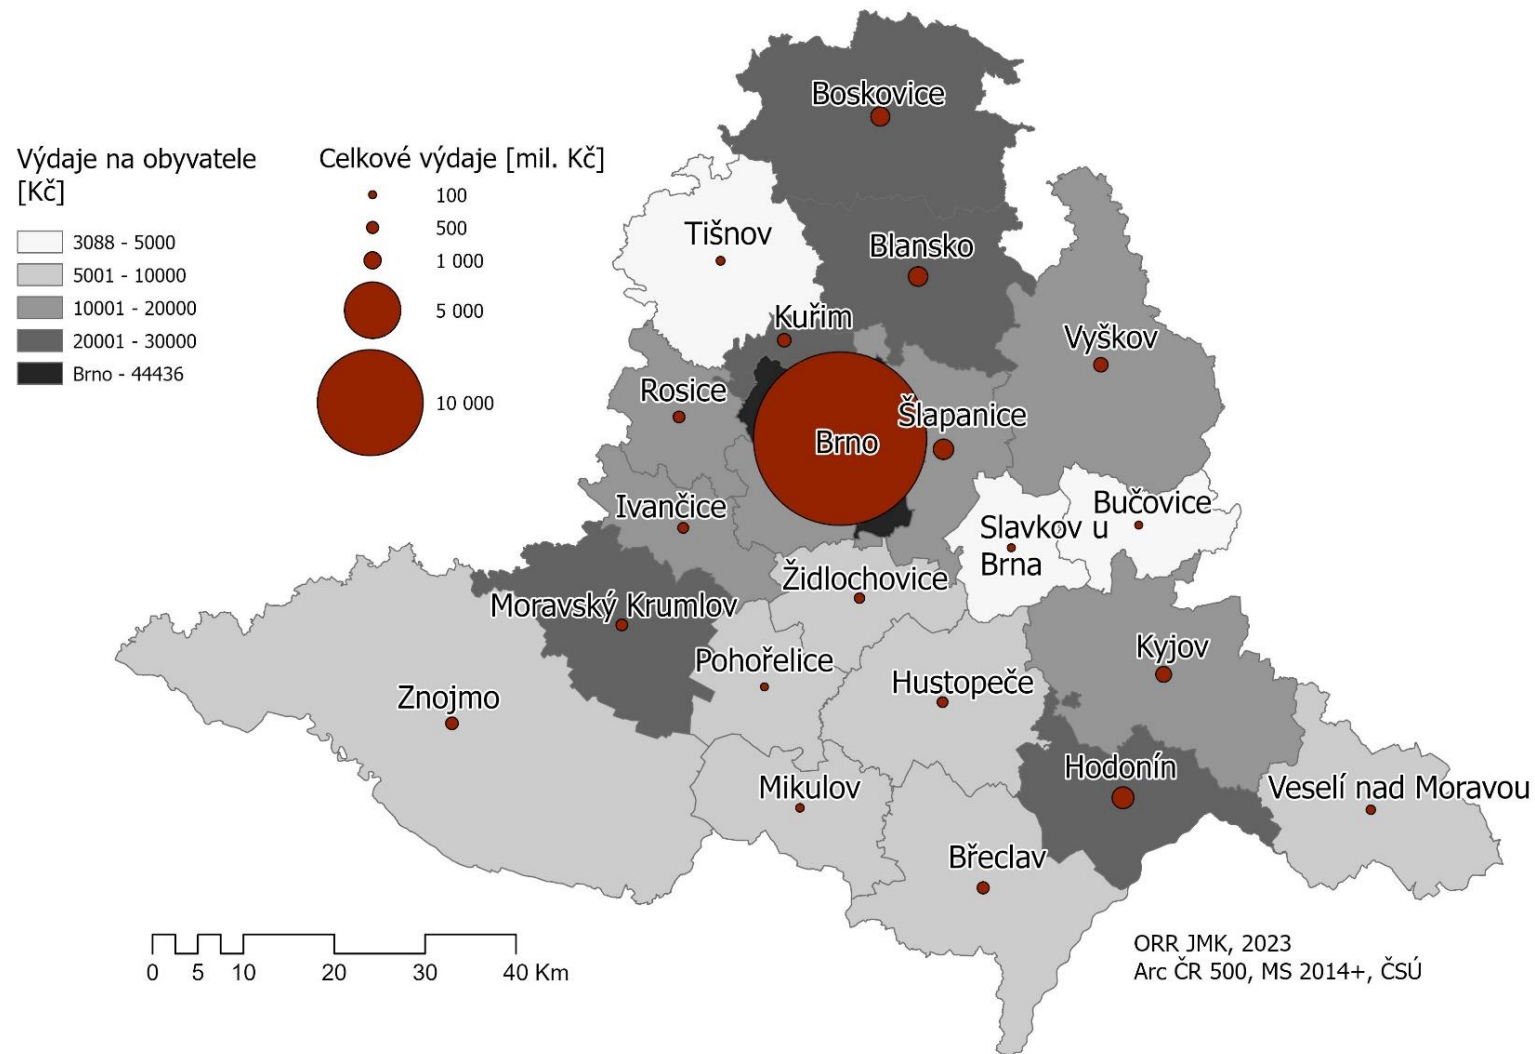 Výdaje na obyvatele
[Kč]
3088 - 5000
5001 - 10000
10001 - 20000
20001 - 30000
Brno - 44436
Celkové výdaje [mil. Kč]
100
500
1 000
5 000
10 000
Boskovice
Tišnov
Blansko
Kuřim
Vyškov
Rosice
Šlapanice
Brno
Ivančice
Slavkov u
Brna
Bučovice
Židlochovice
Moravský Krumlov
Pohořelice
Kyjov
Hustopeče
Znojmo
Hodonín
Mikulov
Veselí nad Moravou
Břeclav
0 5 10 20 30 40 Km
ORR JMK, 2023
Arc ČR 500, MS 2014+, ČSÚ